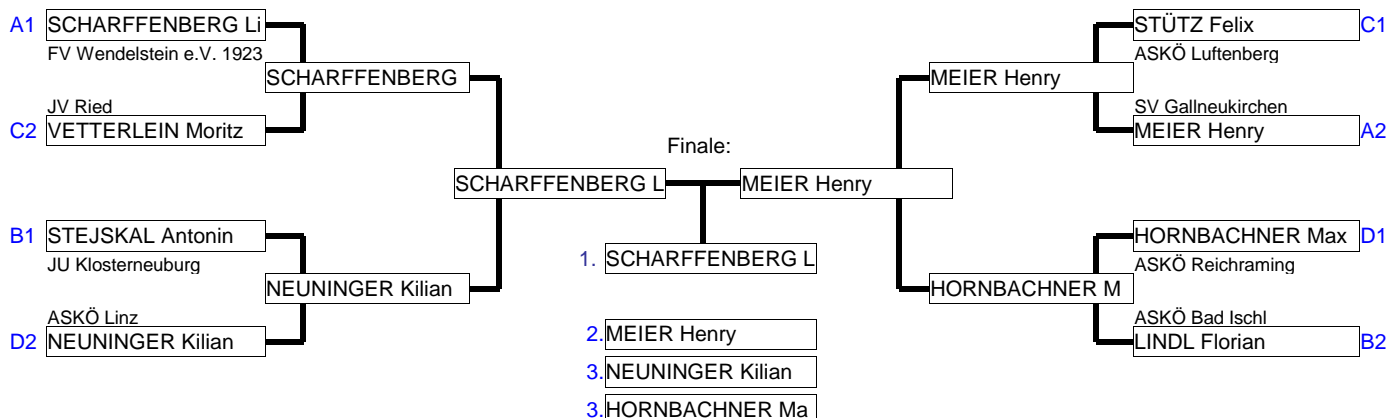 A1 SCHARFFENBERG Li
FV Wendelstein e.V. 1923
SCHARFFENBERG
JV Ried
C2 VETTERLEIN Moritz
SCHARFFENBERG L
B1 STEJSKAL Antonin
JU Klosterneuburg
NEUNINGER Kilian
ASKÖ Linz
D2 NEUNINGER Kilian
Finale:
1. SCHARFFENBERG L
2. MEIER Henry
3. NEUNINGER Kilian
3. HORNBACHNER Ma
STÜTZ Felix C1
ASKÖ Luftenberg
MEIER Henry
SV Gallneukirchen
MEIER Henry A2
MEIER Henry
HORNBACHNER Max D1
ASKÖ Reichraming
HORNBACHNER M
ASKÖ Bad Ischl
LINDL Florian B2